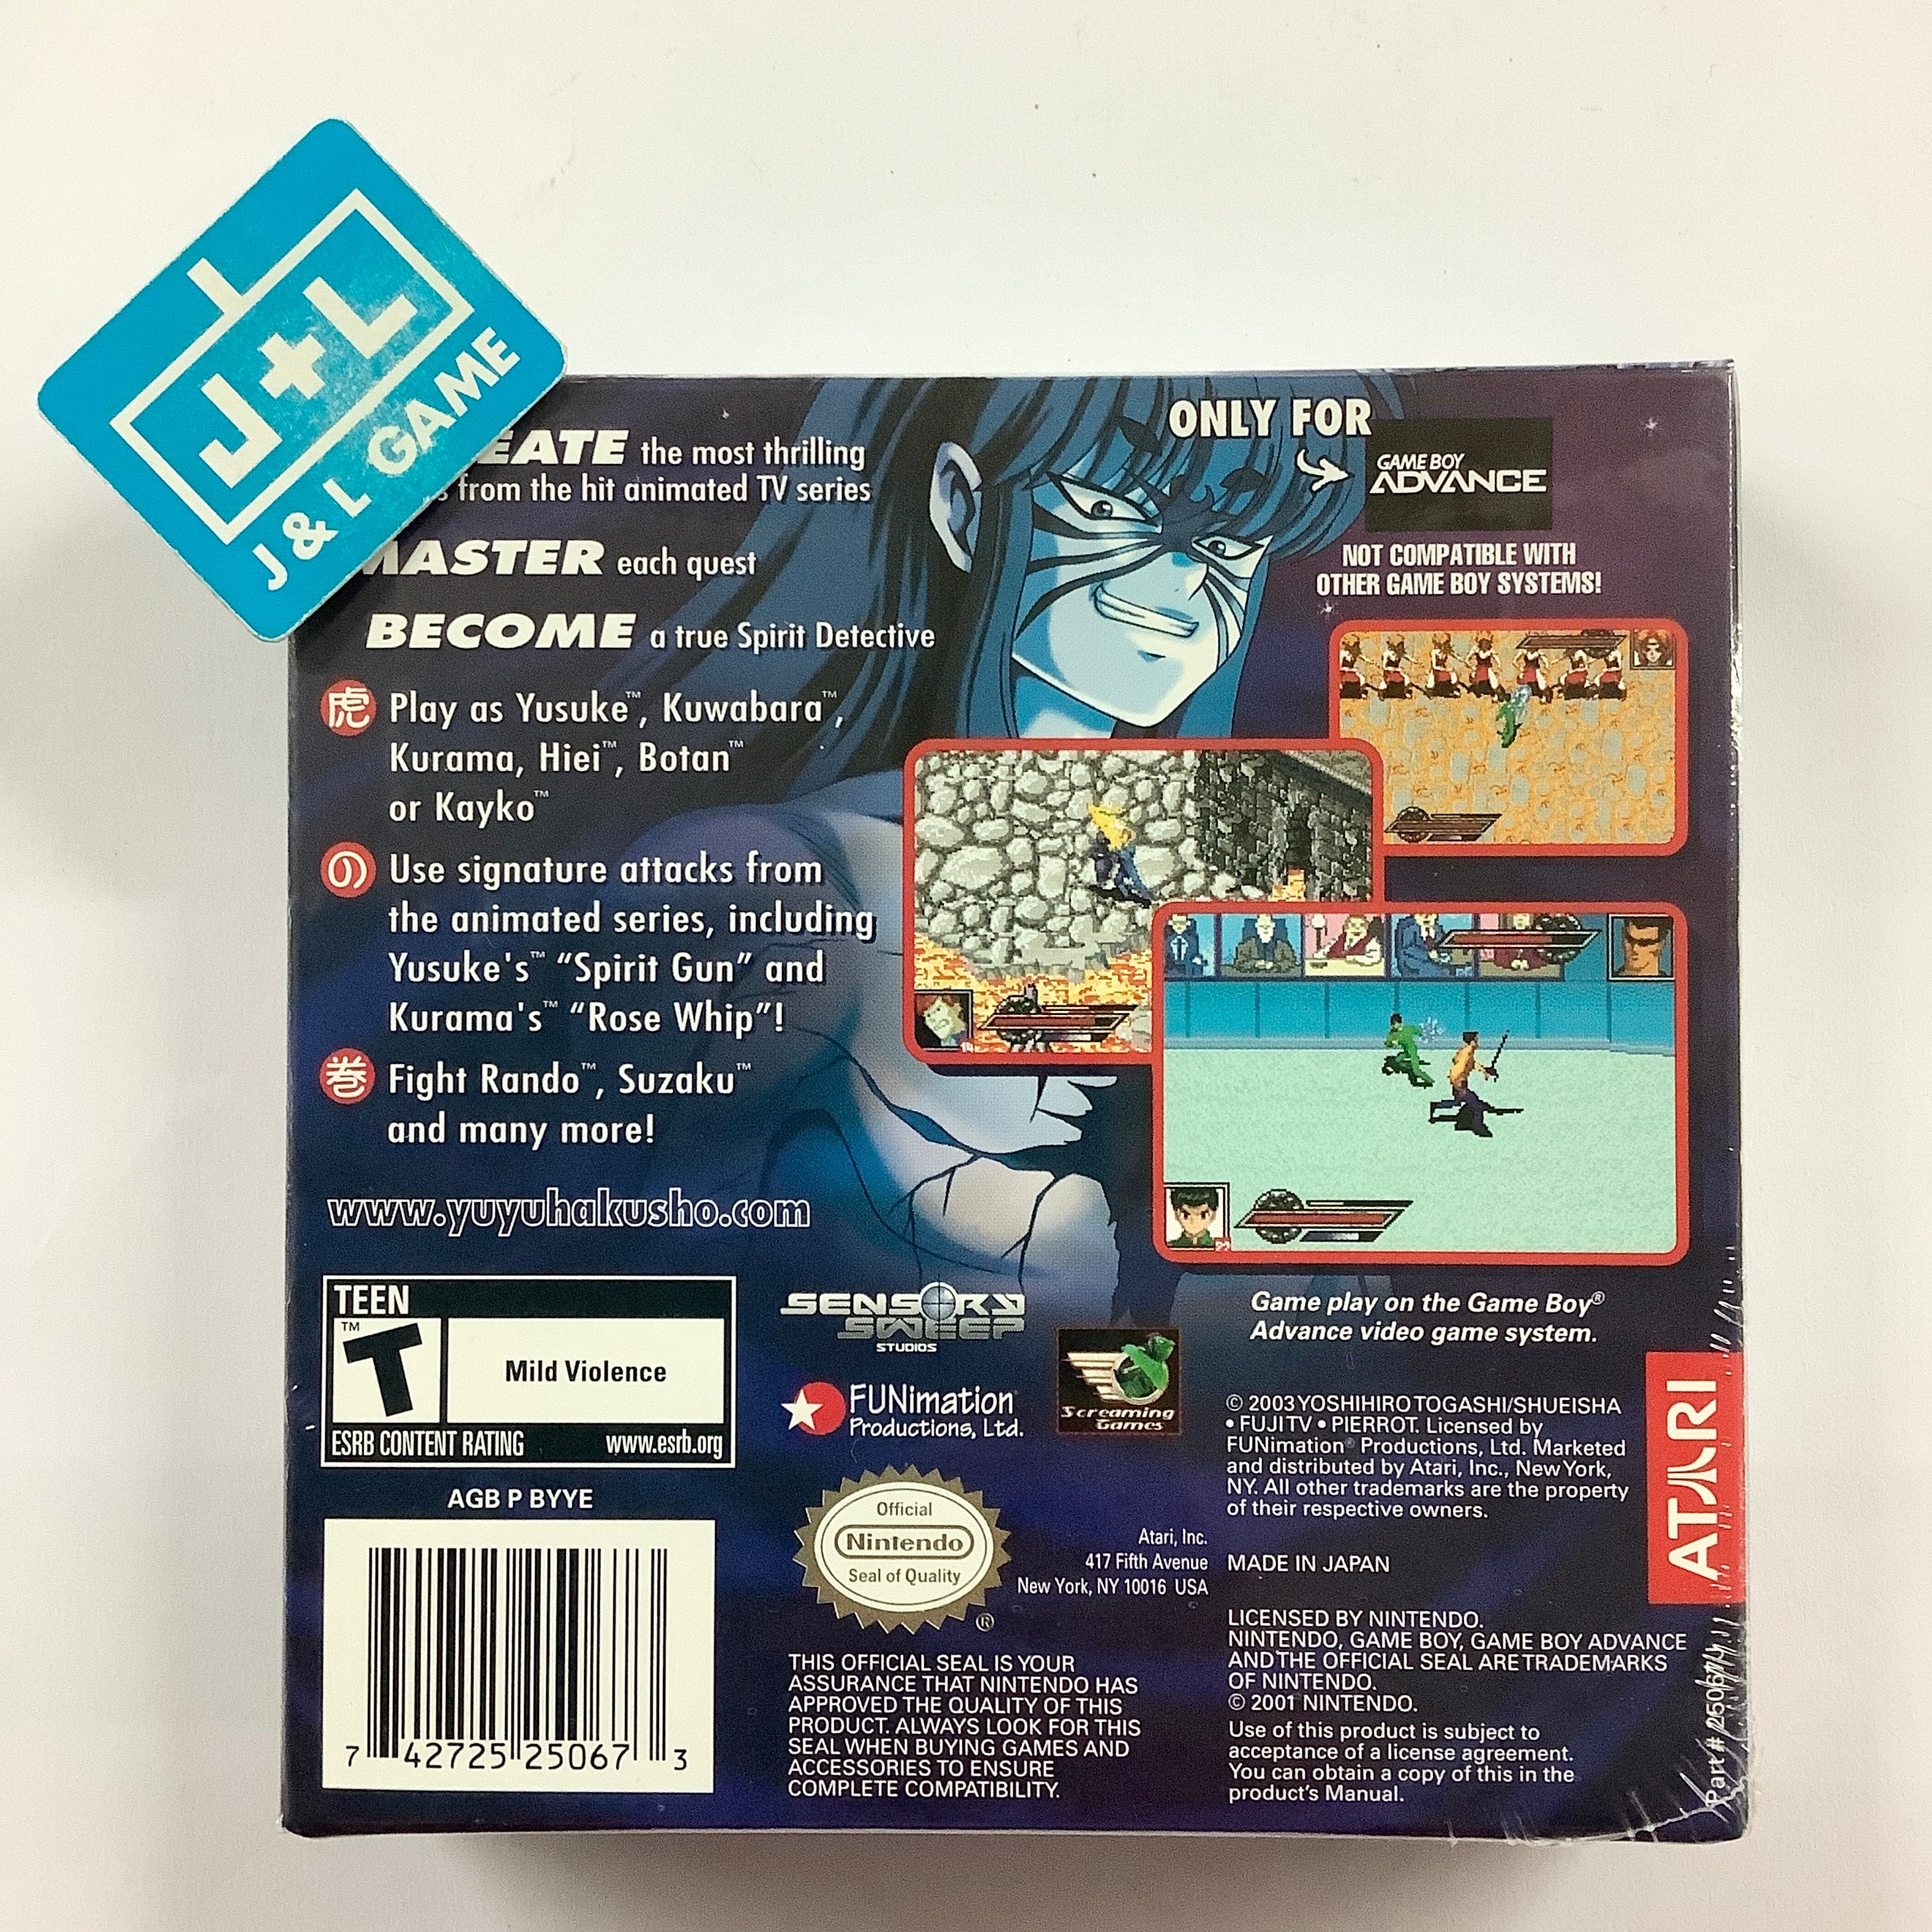 J+L
J & L GAME
EATE the most thrilling
from the hit animated TV series
MASTER each quest
BECOME a true Spirit Detective
虎 Play as Yusuke™, Kuwabara™,
Kurama, Hiei™, Botan™
or Kayko™
の Use signature attacks from
the animated series, including
Yusuke's™ “Spirit Gun” and
Kurama's™ “Rose Whip”!
巻 Fight Rando™, Suzaku™
and many more!
www.yuyuhakusho.com
ONLY FOR
GAME BOY
ADVANCE
NOT COMPATIBLE WITH
OTHER GAME BOY SYSTEMS!
TEEN
T™
Mild Violence
ESRB CONTENT RATING www.esrb.org
AGB P BYYE
7 42725 25067 3
SENSORY
SWEEP
STUDIOS
FUNimation
Productions, Ltd.
Screaming
Games
Official
Nintendo
Seal of Quality
®
Atari, Inc.
417 Fifth Avenue
New York, NY 10016 USA
THIS OFFICIAL SEAL IS YOUR
ASSURANCE THAT NINTENDO HAS
APPROVED THE QUALITY OF THIS
PRODUCT. ALWAYS LOOK FOR THIS
SEAL WHEN BUYING GAMES AND
ACCESSORIES TO ENSURE
COMPLETE COMPATIBILITY.
Game play on the Game Boy®
Advance video game system.
© 2003 YOSHIHIRO TOGASHI/SHUEISHA
• FUJI TV • PIERROT. Licensed by
FUNimation® Productions, Ltd. Marketed
and distributed by Atari, Inc., New York,
NY. All other trademarks are the property
of their respective owners.
MADE IN JAPAN
LICENSED BY NINTENDO.
NINTENDO, GAME BOY, GAME BOY ADVANCE
AND THE OFFICIAL SEAL ARE TRADEMARKS
OF NINTENDO.
© 2001 NINTENDO.
Use of this product is subject to
acceptance of a license agreement.
You can obtain a copy of this in the
product's Manual.
ATARI
Part #